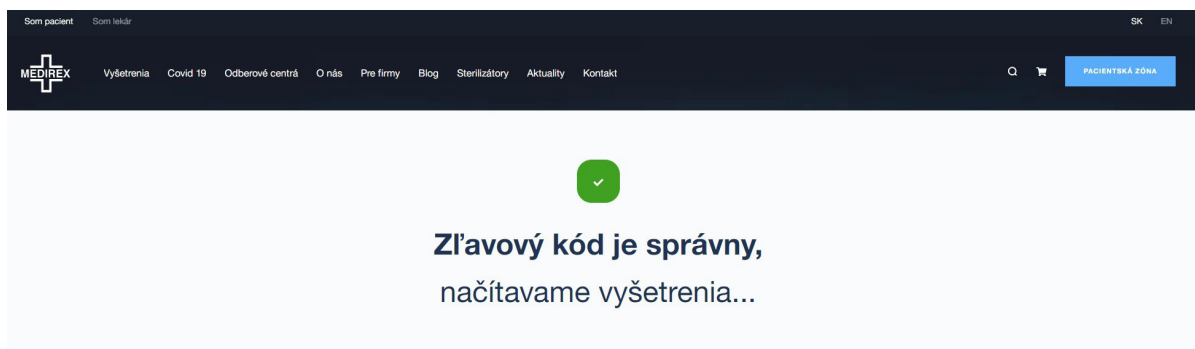 Som pacient Som lekár SK EN
MEDIREX Vyšetrenia Covid 19 Odberové centrá O nás Pre firmy Blog Sterilizátory Aktuality Kontakt PACIENTSKÁ ZÓNA
Zľavový kód je správny,
načítavame vyšetrenia...